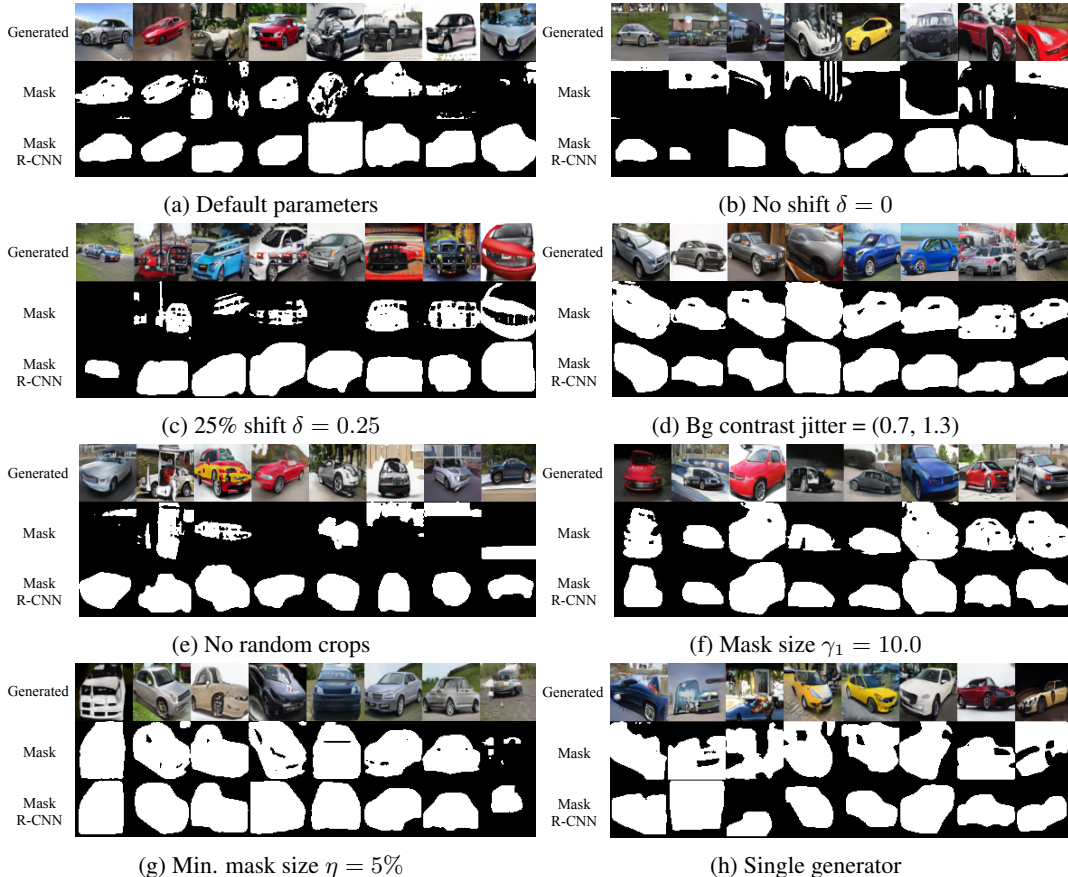 Generated
Mask
Mask
R-CNN
(a) Default parameters
Generated
Mask
Mask
R-CNN
(b) No shift δ = 0
Generated
Mask
Mask
R-CNN
(c) 25% shift δ = 0.25
Generated
Mask
Mask
R-CNN
(d) Bg contrast jitter = (0.7, 1.3)
Generated
Mask
Mask
R-CNN
(e) No random crops
Generated
Mask
Mask
R-CNN
(f) Mask size γ₁ = 10.0
Generated
Mask
Mask
R-CNN
(g) Min. mask size η = 5%
Generated
Mask
Mask
R-CNN
(h) Single generator